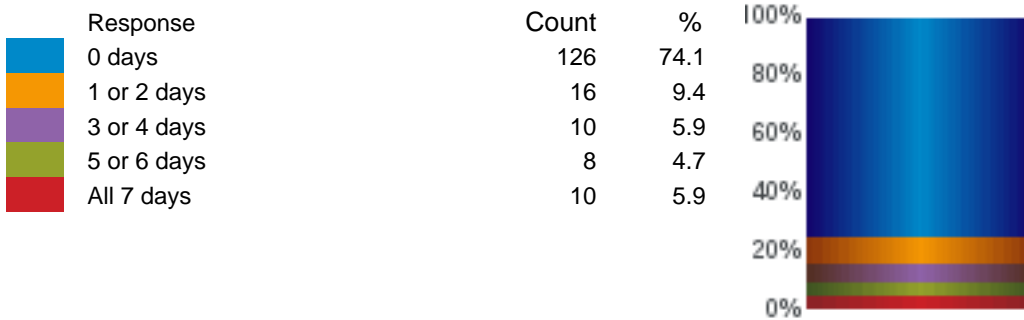 Response Count %
0 days 126 74.1
1 or 2 days 16 9.4
3 or 4 days 10 5.9
5 or 6 days 8 4.7
All 7 days 10 5.9
100%
80%
60%
40%
20%
0%